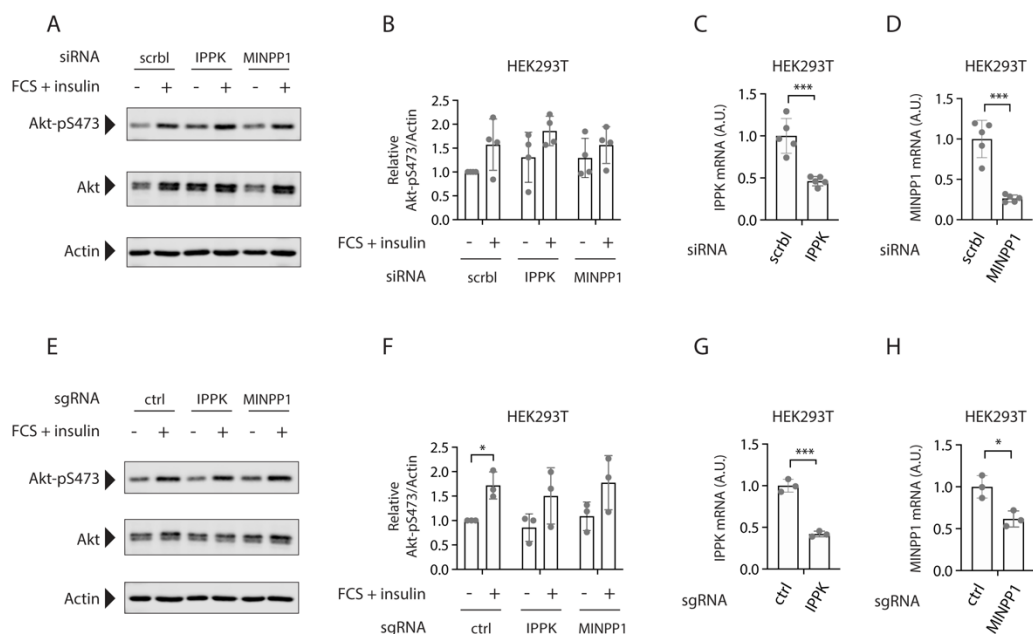 A
siRNA scrbl IPPK MINPP1
FCS + insulin - + - + - +
Akt-pS473
Akt
Actin
B
HEK293T
Relative
Akt-pS473/Actin
2.5
2.0
1.5
1.0
0.5
0.0
FCS + insulin - + - + - +
siRNA scrbl IPPK MINPP1
C
HEK293T
***
IPPK mRNA (A.U.)
1.5
1.0
0.5
0.0
siRNA scrbl IPPK
D
HEK293T
***
MINPP1 mRNA (A.U.)
1.5
1.0
0.5
0.0
siRNA scrbl MINPP1
E
sgRNA ctrl IPPK MINPP1
FCS + insulin - + - + - +
Akt-pS473
Akt
Actin
F
HEK293T
*
Relative
Akt-pS473/Actin
2.5
2.0
1.5
1.0
0.5
0.0
FCS + insulin - + - + - +
sgRNA ctrl IPPK MINPP1
G
HEK293T
***
IPPK mRNA (A.U.)
1.5
1.0
0.5
0.0
sgRNA ctrl IPPK
H
HEK293T
*
MINPP1 mRNA (A.U.)
1.5
1.0
0.5
0.0
sgRNA ctrl MINPP1